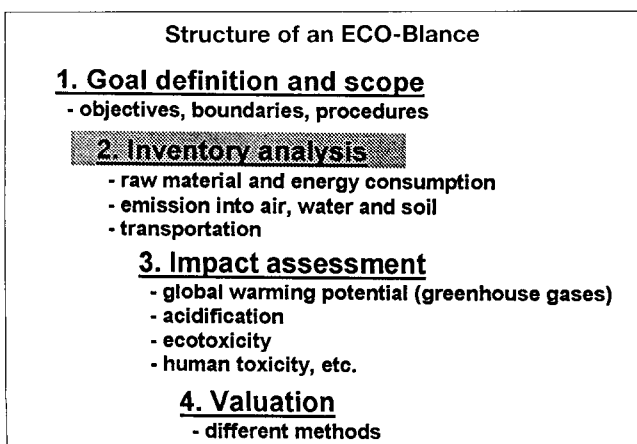 Structure of an ECO-Blance
1. Goal definition and scope
- objectives, boundaries, procedures
2. Inventory analysis
- raw material and energy consumption
- emission into air, water and soil
- transportation
3. Impact assessment
- global warming potential (greenhouse gases)
- acidification
- ecotoxicity
- human toxicity, etc.
4. Valuation
- different methods